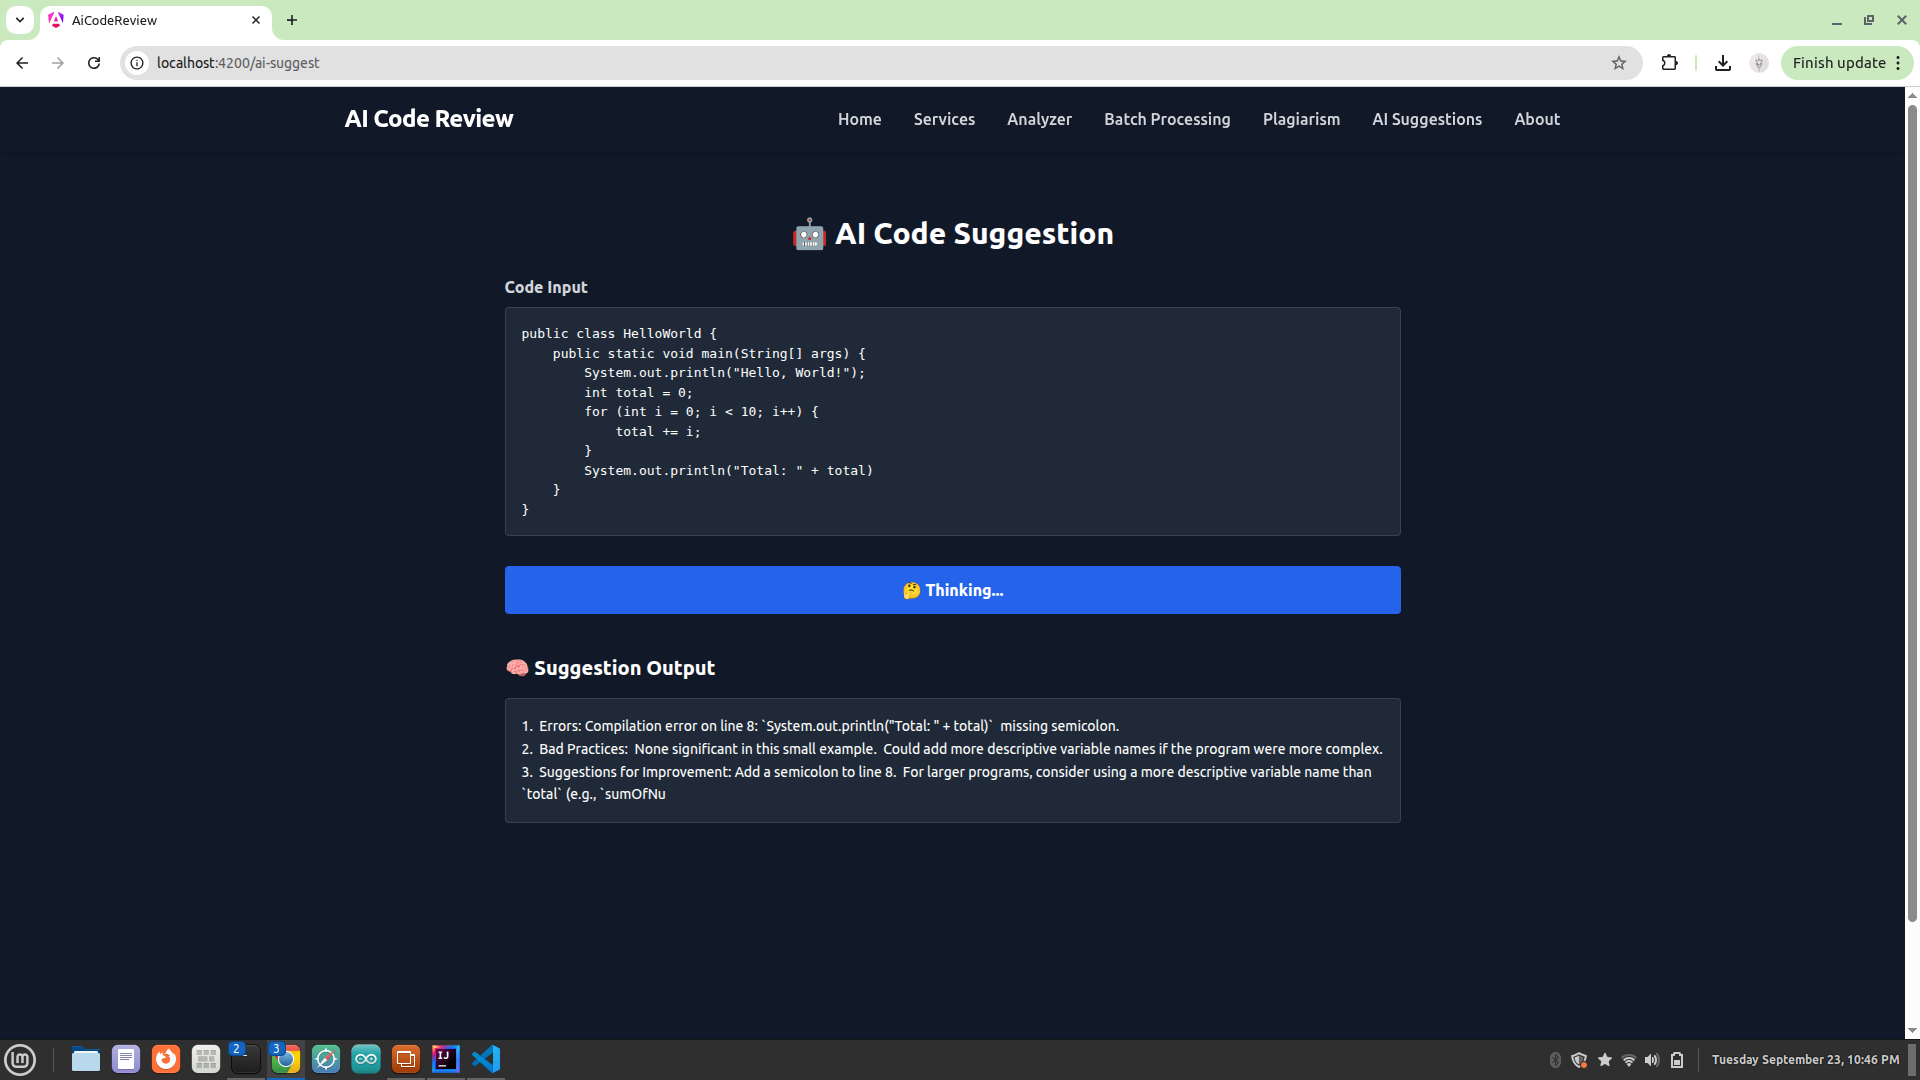 AiCodeReview
localhost:4200/ai-suggest
Finish update
AI Code Review
Home Services Analyzer Batch Processing Plagiarism AI Suggestions About
🤖 AI Code Suggestion
Code Input
public class HelloWorld {
    public static void main(String[] args) {
        System.out.println("Hello, World!");
        int total = 0;
        for (int i = 0; i < 10; i++) {
            total += i;
        }
        System.out.println("Total: " + total)
    }
}
🤔 Thinking...
🧠 Suggestion Output
1.  Errors: Compilation error on line 8: `System.out.println("Total: " + total)`  missing semicolon.
2.  Bad Practices:  None significant in this small example.  Could add more descriptive variable names if the program were more complex.
3.  Suggestions for Improvement: Add a semicolon to line 8.  For larger programs, consider using a more descriptive variable name than
`total` (e.g., `sumOfNu
2 3 IJ Tuesday September 23, 10:46 PM